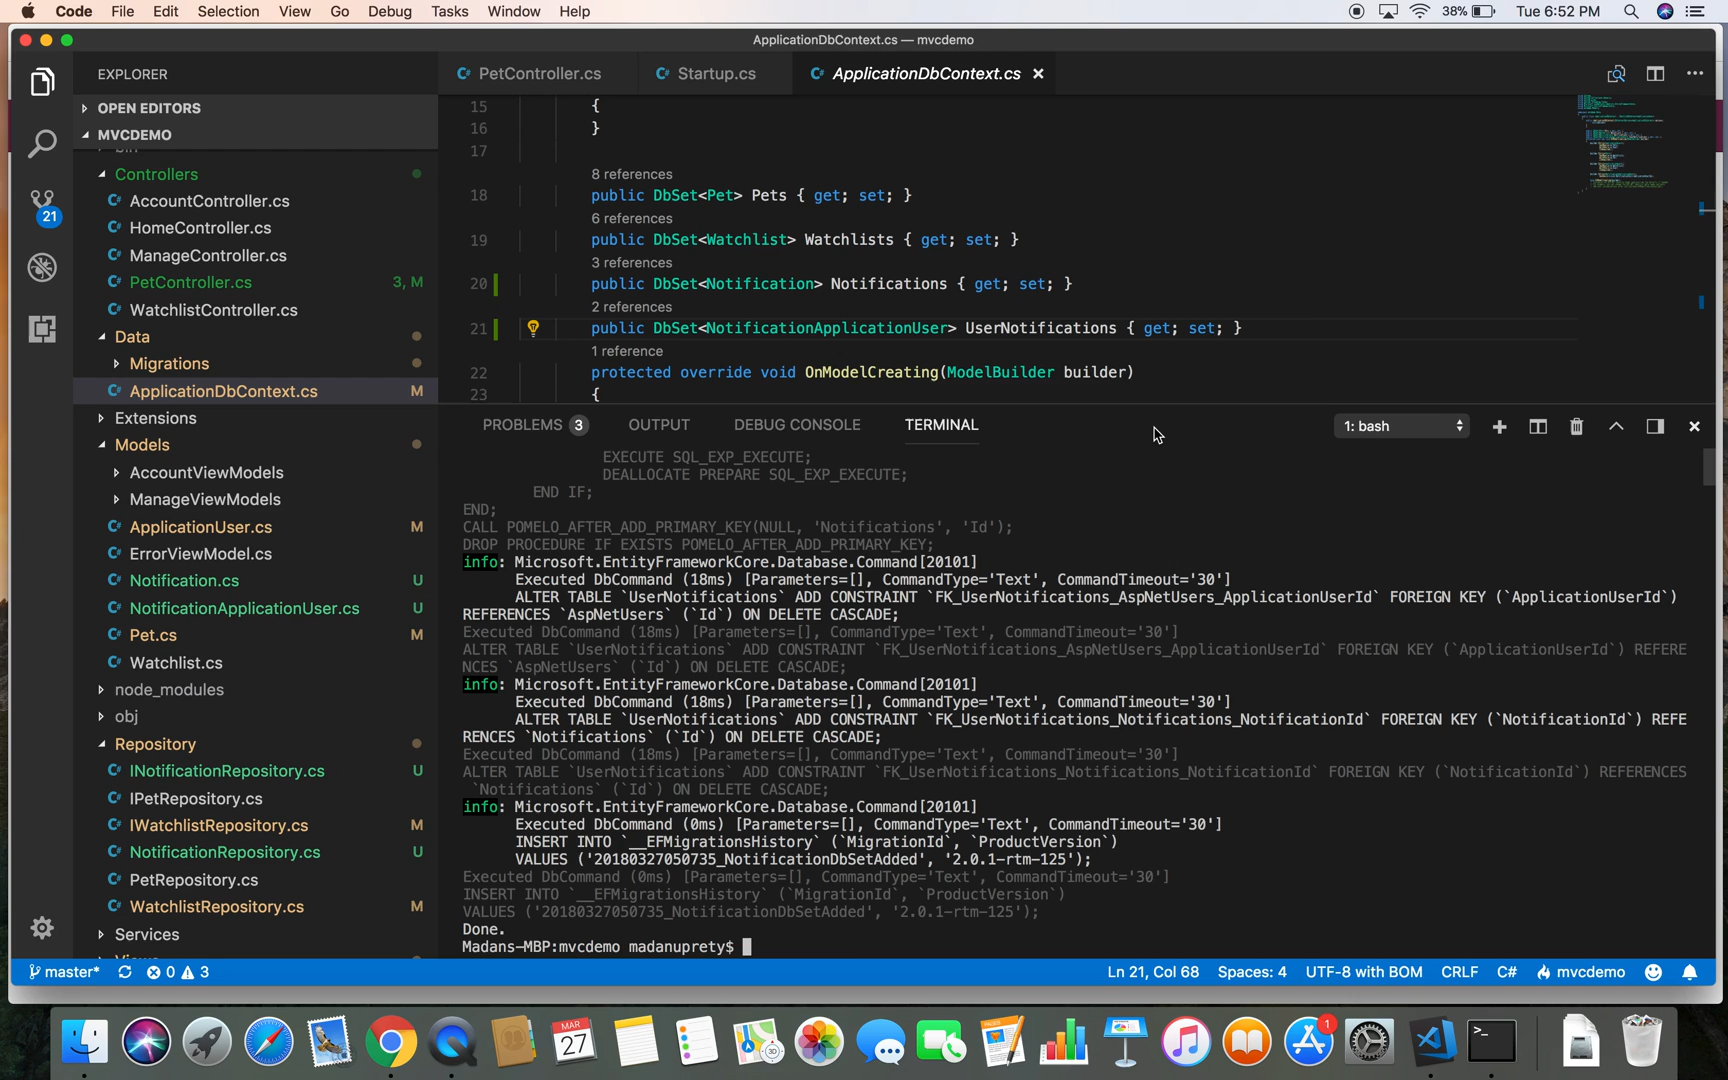 Code File Edit Selection View Go Debug Tasks Window Help 38% Tue 6:52 PM
ApplicationDbContext.cs — mvcdemo
EXPLORER
OPEN EDITORS
MVCDEMO
Controllers
C# AccountController.cs
C# HomeController.cs
C# ManageController.cs
C# PetController.cs 3, M
C# WatchlistController.cs
Data
Migrations
C# ApplicationDbContext.cs M
Extensions
Models
AccountViewModels
ManageViewModels
C# ApplicationUser.cs M
C# ErrorViewModel.cs
C# Notification.cs U
C# NotificationApplicationUser.cs U
C# Pet.cs M
C# Watchlist.cs
node_modules
obj
Repository
C# INotificationRepository.cs U
C# IPetRepository.cs
C# IWatchlistRepository.cs M
C# NotificationRepository.cs U
C# PetRepository.cs
C# WatchlistRepository.cs M
Services
21
C# PetController.cs C# Startup.cs C# ApplicationDbContext.cs ×
15 {
16 }
17
8 references
18 public DbSet<Pet> Pets { get; set; }
6 references
19 public DbSet<Watchlist> Watchlists { get; set; }
3 references
20 public DbSet<Notification> Notifications { get; set; }
2 references
21 public DbSet<NotificationApplicationUser> UserNotifications { get; set; }
1 reference
22 protected override void OnModelCreating(ModelBuilder builder)
23 {
PROBLEMS 3 OUTPUT DEBUG CONSOLE TERMINAL 1: bash
EXECUTE SQL_EXP_EXECUTE;
DEALLOCATE PREPARE SQL_EXP_EXECUTE;
END IF;
END;
CALL POMELO_AFTER_ADD_PRIMARY_KEY(NULL, 'Notifications', 'Id');
DROP PROCEDURE IF EXISTS POMELO_AFTER_ADD_PRIMARY_KEY;
info: Microsoft.EntityFrameworkCore.Database.Command[20101]
Executed DbCommand (18ms) [Parameters=[], CommandType='Text', CommandTimeout='30']
ALTER TABLE `UserNotifications` ADD CONSTRAINT `FK_UserNotifications_AspNetUsers_ApplicationUserId` FOREIGN KEY (`ApplicationUserId`)
REFERENCES `AspNetUsers` (`Id`) ON DELETE CASCADE;
Executed DbCommand (18ms) [Parameters=[], CommandType='Text', CommandTimeout='30']
ALTER TABLE `UserNotifications` ADD CONSTRAINT `FK_UserNotifications_AspNetUsers_ApplicationUserId` FOREIGN KEY (`ApplicationUserId`) REFERE
NCES `AspNetUsers` (`Id`) ON DELETE CASCADE;
info: Microsoft.EntityFrameworkCore.Database.Command[20101]
Executed DbCommand (18ms) [Parameters=[], CommandType='Text', CommandTimeout='30']
ALTER TABLE `UserNotifications` ADD CONSTRAINT `FK_UserNotifications_Notifications_NotificationId` FOREIGN KEY (`NotificationId`) REFE
RENCES `Notifications` (`Id`) ON DELETE CASCADE;
Executed DbCommand (18ms) [Parameters=[], CommandType='Text', CommandTimeout='30']
ALTER TABLE `UserNotifications` ADD CONSTRAINT `FK_UserNotifications_Notifications_NotificationId` FOREIGN KEY (`NotificationId`) REFERENCES
`Notifications` (`Id`) ON DELETE CASCADE;
info: Microsoft.EntityFrameworkCore.Database.Command[20101]
Executed DbCommand (0ms) [Parameters=[], CommandType='Text', CommandTimeout='30']
INSERT INTO `__EFMigrationsHistory` (`MigrationId`, `ProductVersion`)
VALUES ('20180327050735_NotificationDbSetAdded', '2.0.1-rtm-125');
Executed DbCommand (0ms) [Parameters=[], CommandType='Text', CommandTimeout='30']
INSERT INTO `__EFMigrationsHistory` (`MigrationId`, `ProductVersion`)
VALUES ('20180327050735_NotificationDbSetAdded', '2.0.1-rtm-125');
Done.
Madans-MBP:mvcdemo madanuprety$
master* 0 3 Ln 21, Col 68 Spaces: 4 UTF-8 with BOM CRLF C# mvcdemo
MAR
27
3D
1
>_